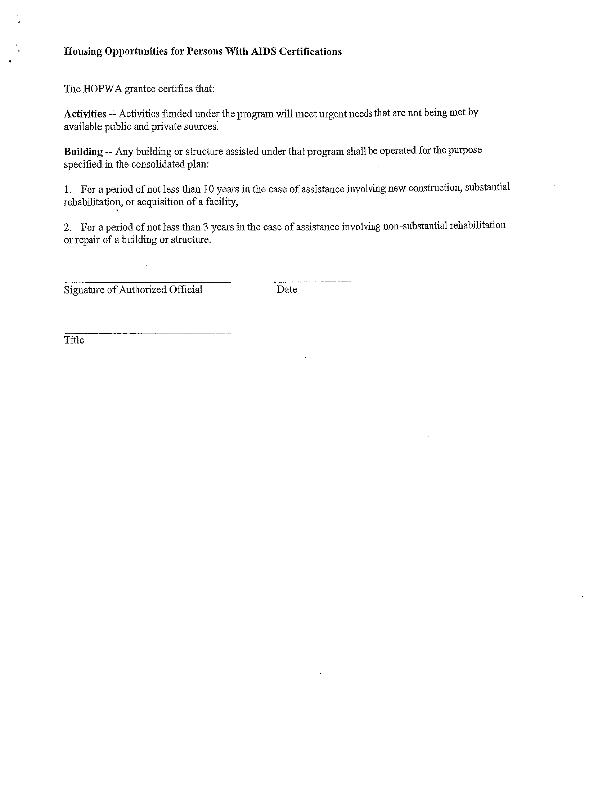 Housing Opportunities for Persons With AIDS Certifications
The HOPWA grantee certifies that:
Activities -- Activities funded under the program will meet urgent needs that are not being met by
available public and private sources.
Building -- Any building or structure assisted under that program shall be operated for the purpose
specified in the consolidated plan:
1. For a period of not less than 10 years in the case of assistance involving new construction, substantial
rehabilitation, or acquisition of a facility,
2. For a period of not less than 3 years in the case of assistance involving non-substantial rehabilitation
or repair of a building or structure.
Signature of Authorized Official Date
Title